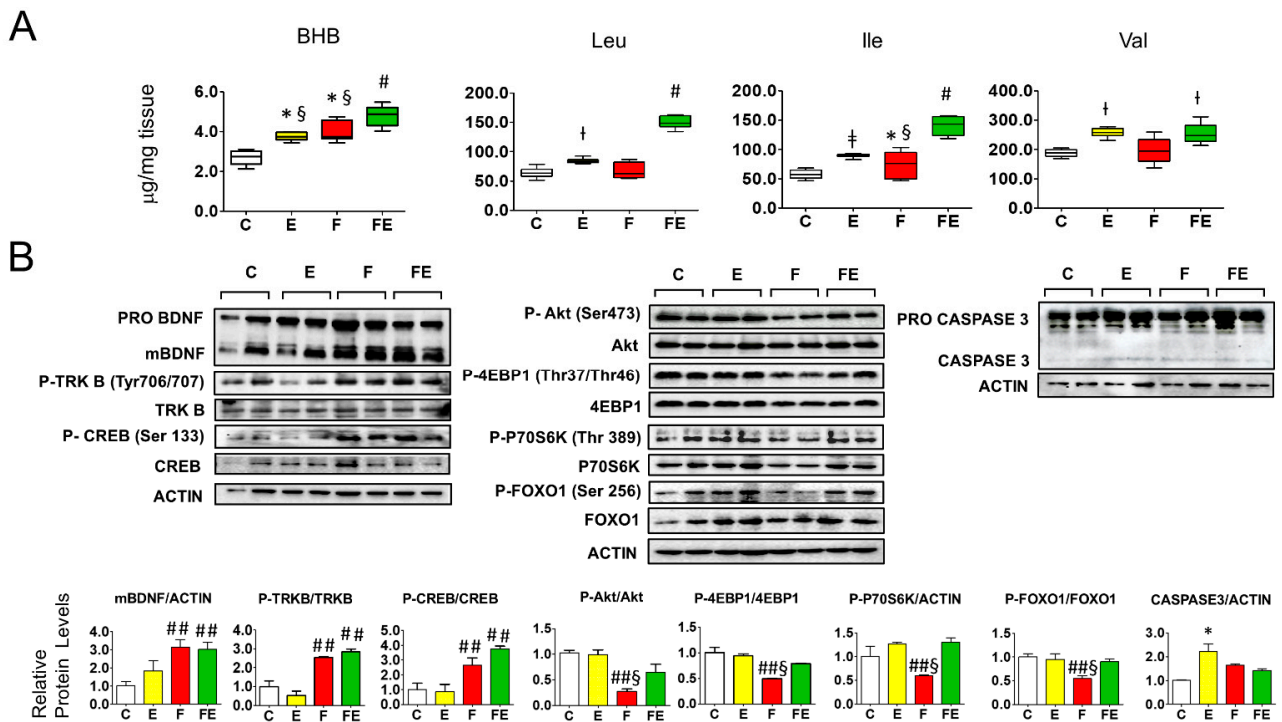 A
BHB
Leu
Ile
Val
μg/mg tissue
6.0
4.0
2.0
0.0
* §
* §
#
C E F FE
200.0
150.0
100.0
50.0
0.0
†
#
C E F FE
200.0
150.0
100.0
50.0
0.0
‡
* §
#
C E F FE
400.0
300.0
200.0
100.0
0.0
†
†
C E F FE
B
C E F FE
PRO BDNF
mBDNF
P-TRK B (Tyr706/707)
TRK B
P- CREB (Ser 133)
CREB
ACTIN
C E F FE
P- Akt (Ser473)
Akt
P-4EBP1 (Thr37/Thr46)
4EBP1
P-P70S6K (Thr 389)
P70S6K
P-FOXO1 (Ser 256)
FOXO1
ACTIN
C E F FE
PRO CASPASE 3
CASPASE 3
ACTIN
Relative
Protein Levels
mBDNF/ACTIN
4.0
3.0
2.0
1.0
0.0
## ##
C E F FE
P-TRKB/TRKB
4.0
3.0
2.0
1.0
0.0
## ##
C E F FE
P-CREB/CREB
5.0
4.0
3.0
2.0
1.0
0.0
## ##
C E F FE
P-Akt/Akt
1.5
1.0
0.5
0.0
##§
C E F FE
P-4EBP1/4EBP1
1.5
1.0
0.5
0.0
##§
C E F FE
P-P70S6K/ACTIN
1.5
1.0
0.5
0.0
##§
C E F FE
P-FOXO1/FOXO1
1.5
1.0
0.5
0.0
##§
C E F FE
CASPASE3/ACTIN
3.0
2.0
1.0
0.0
*
C E F FE